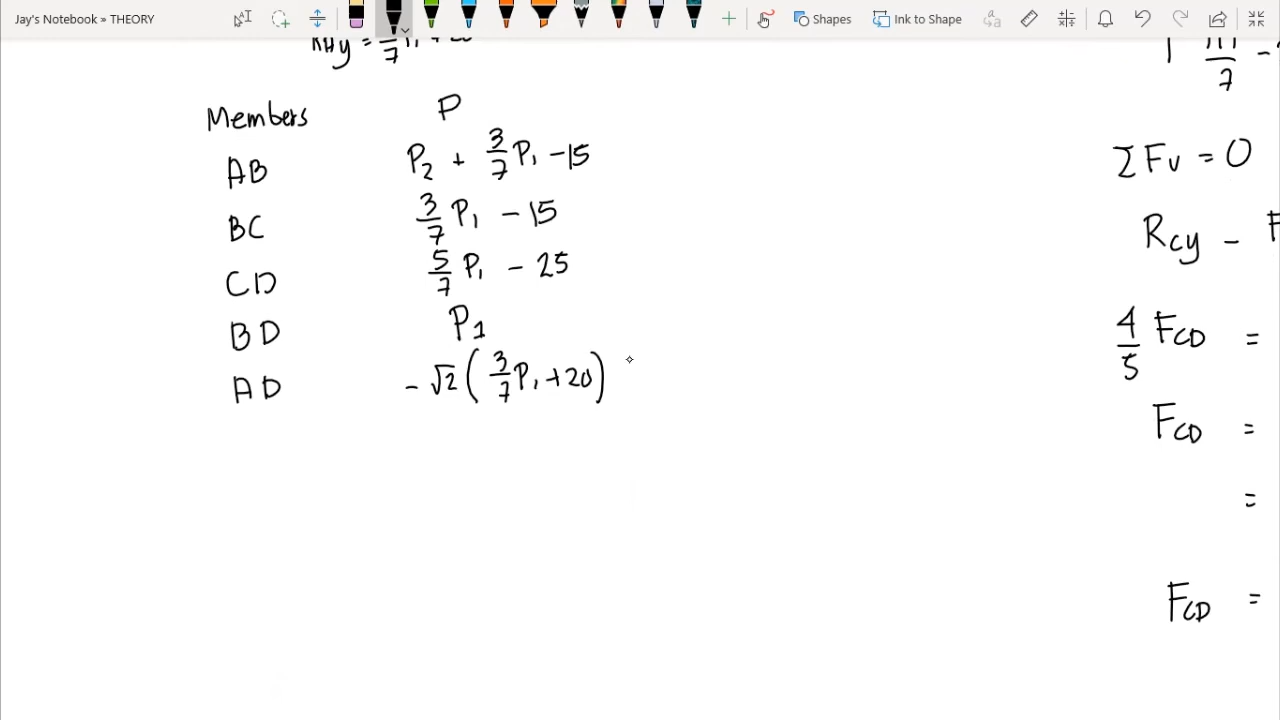 Jay's Notebook » THEORY
Shapes
Ink to Shape
Members P
AB P₂ + 3/7 P₁ - 15
BC 3/7 P₁ - 15
CD 5/7 P₁ - 25
BD P₁
AD - √2 ( 3/7 P₁ + 20 )
7
ΣFv = 0
Rcy -
4/5 FCD =
FCD =
=
FCD =